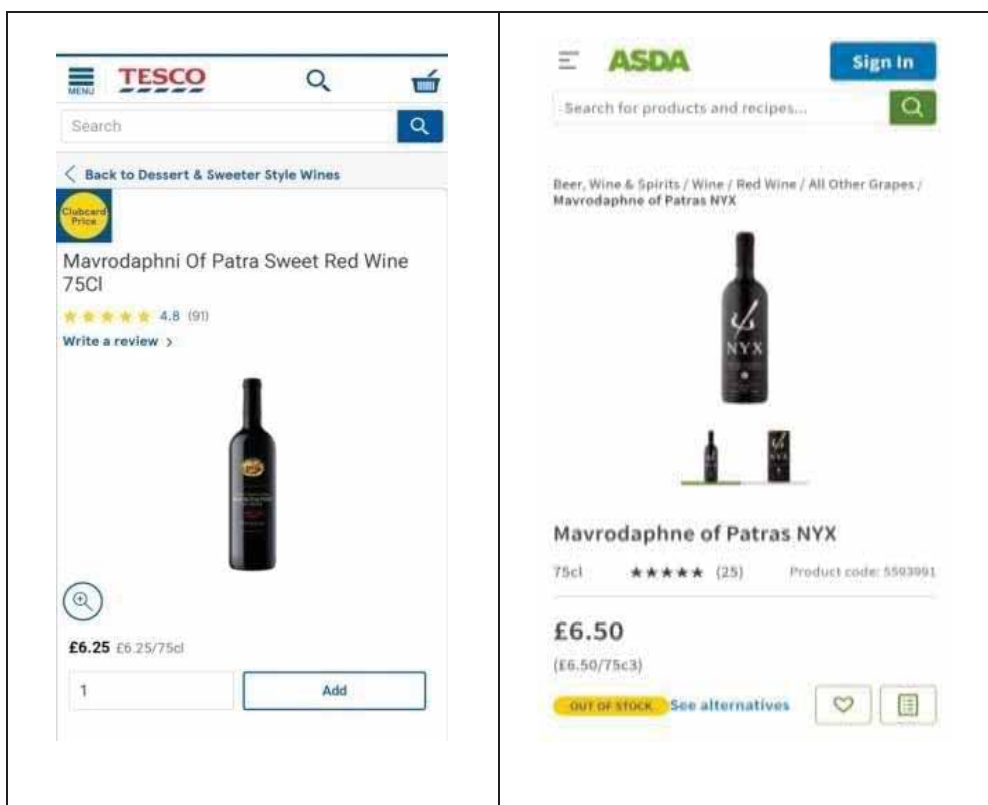 TESCO
MENU
Search
Back to Dessert & Sweeter Style Wines
Clubcard
Price
Mavrodaphni Of Patra Sweet Red Wine
75Cl
4.8 (91)
Write a review >
£6.25 £6.25/75cl
1
Add
ASDA
Sign In
Search for products and recipes...
Beer, Wine & Spirits / Wine / Red Wine / All Other Grapes /
Mavrodaphne of Patras NYX
NYX
NYX
Mavrodaphne of Patras NYX
75cl ★★★★★ (25) Product code: 5593991
£6.50
(£6.50/75c3)
OUT OF STOCK See alternatives